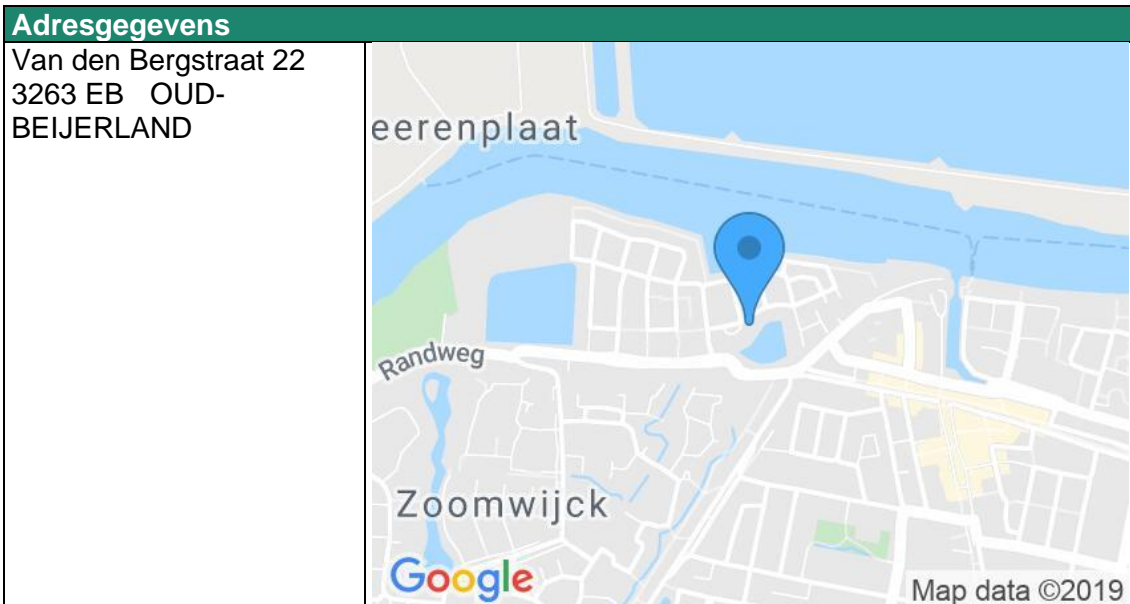 Adresgegevens
Van den Bergstraat 22
3263 EB OUD-
BEIJERLAND
eerenplaat
Randweg
Zoomwijck
Google
Map data ©2019